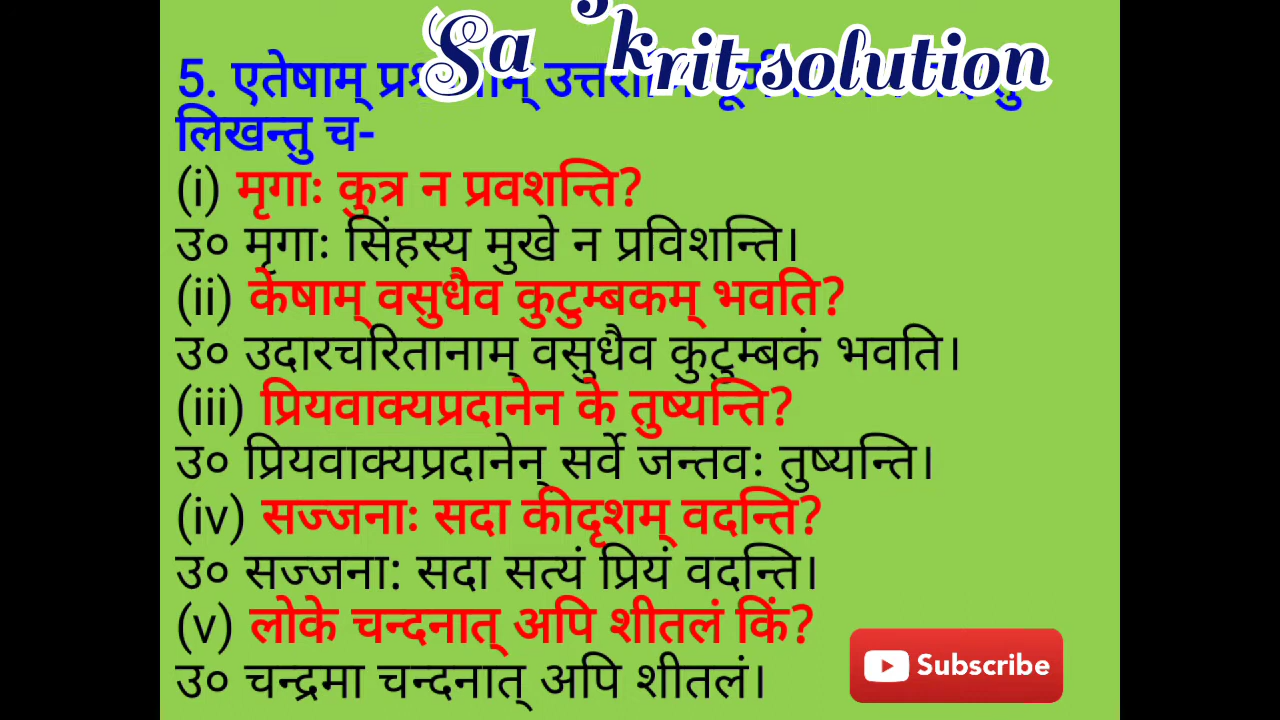 Sa krit solution
5. एतेषाम् उत्तराणि
लिखन्तु च-
(i) मृगाः कुत्र न प्रवशन्ति?
उ० मृगाः सिंहस्य मुखे न प्रविशन्ति।
(ii) केषाम् वसुधैव कुटुम्बकम् भवति?
उ० उदारचरितानाम् वसुधैव कुटुम्बकं भवति।
(iii) प्रियवाक्यप्रदानेन के तुष्यन्ति?
उ० प्रियवाक्यप्रदानेन् सर्वे जन्तवः तुष्यन्ति।
(iv) सज्जनाः सदा कीदृशम् वदन्ति?
उ० सज्जना: सदा सत्यं प्रियं वदन्ति।
(v) लोके चन्दनात् अपि शीतलं किं?
उ० चन्द्रमा चन्दनात् अपि शीतलं।
Subscribe